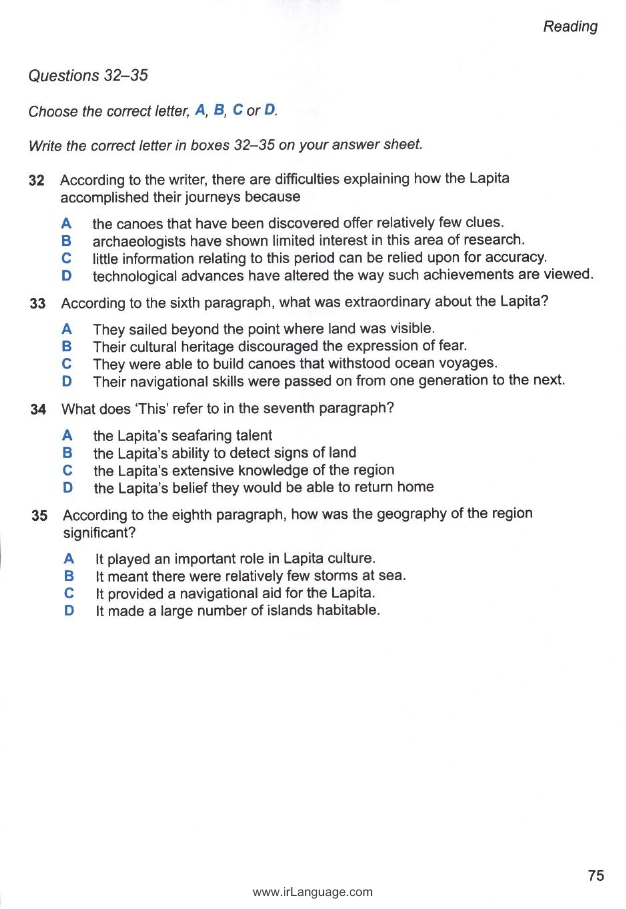 Reading
Questions 32–35
Choose the correct letter, A, B, C or D.
Write the correct letter in boxes 32–35 on your answer sheet.
32 According to the writer, there are difficulties explaining how the Lapita
accomplished their journeys because
A the canoes that have been discovered offer relatively few clues.
B archaeologists have shown limited interest in this area of research.
C little information relating to this period can be relied upon for accuracy.
D technological advances have altered the way such achievements are viewed.
33 According to the sixth paragraph, what was extraordinary about the Lapita?
A They sailed beyond the point where land was visible.
B Their cultural heritage discouraged the expression of fear.
C They were able to build canoes that withstood ocean voyages.
D Their navigational skills were passed on from one generation to the next.
34 What does 'This' refer to in the seventh paragraph?
A the Lapita's seafaring talent
B the Lapita's ability to detect signs of land
C the Lapita's extensive knowledge of the region
D the Lapita's belief they would be able to return home
35 According to the eighth paragraph, how was the geography of the region
significant?
A It played an important role in Lapita culture.
B It meant there were relatively few storms at sea.
C It provided a navigational aid for the Lapita.
D It made a large number of islands habitable.
75
www.irLanguage.com